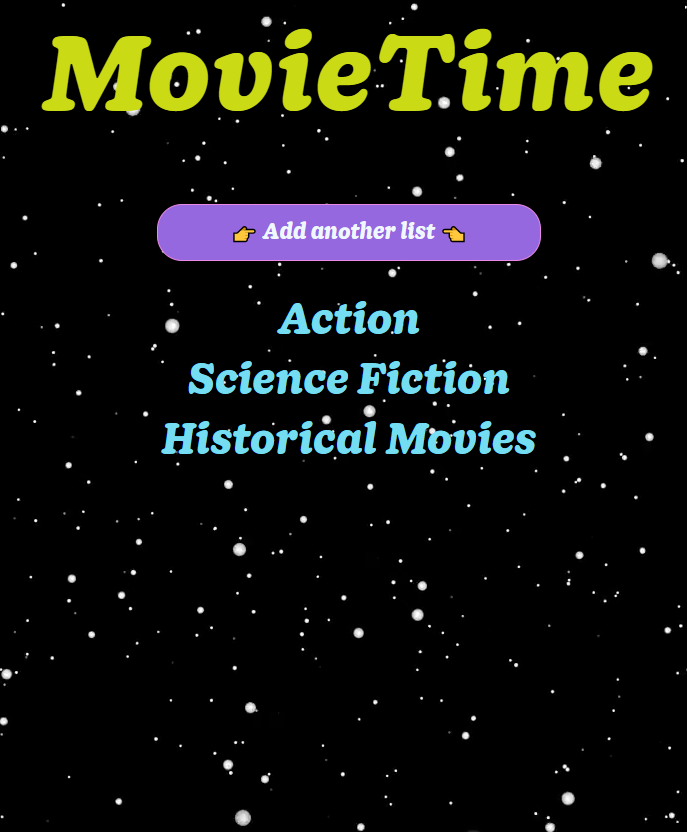 MovieTime
👉 Add another list 👈
Action
Science Fiction
Historical Movies